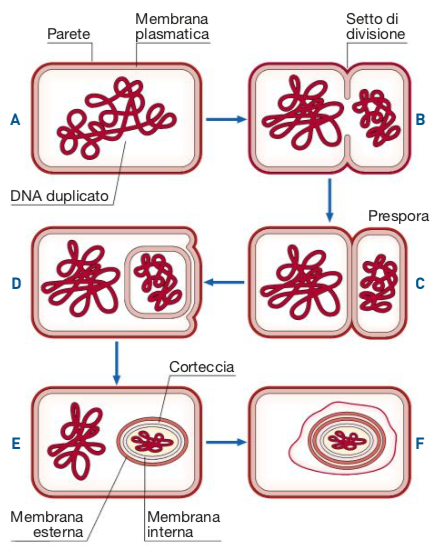 Parete
Membrana
plasmatica
Setto di
divisione
A
B
DNA duplicato
Prespora
D
C
Corteccia
E
F
Membrana
esterna
Membrana
interna